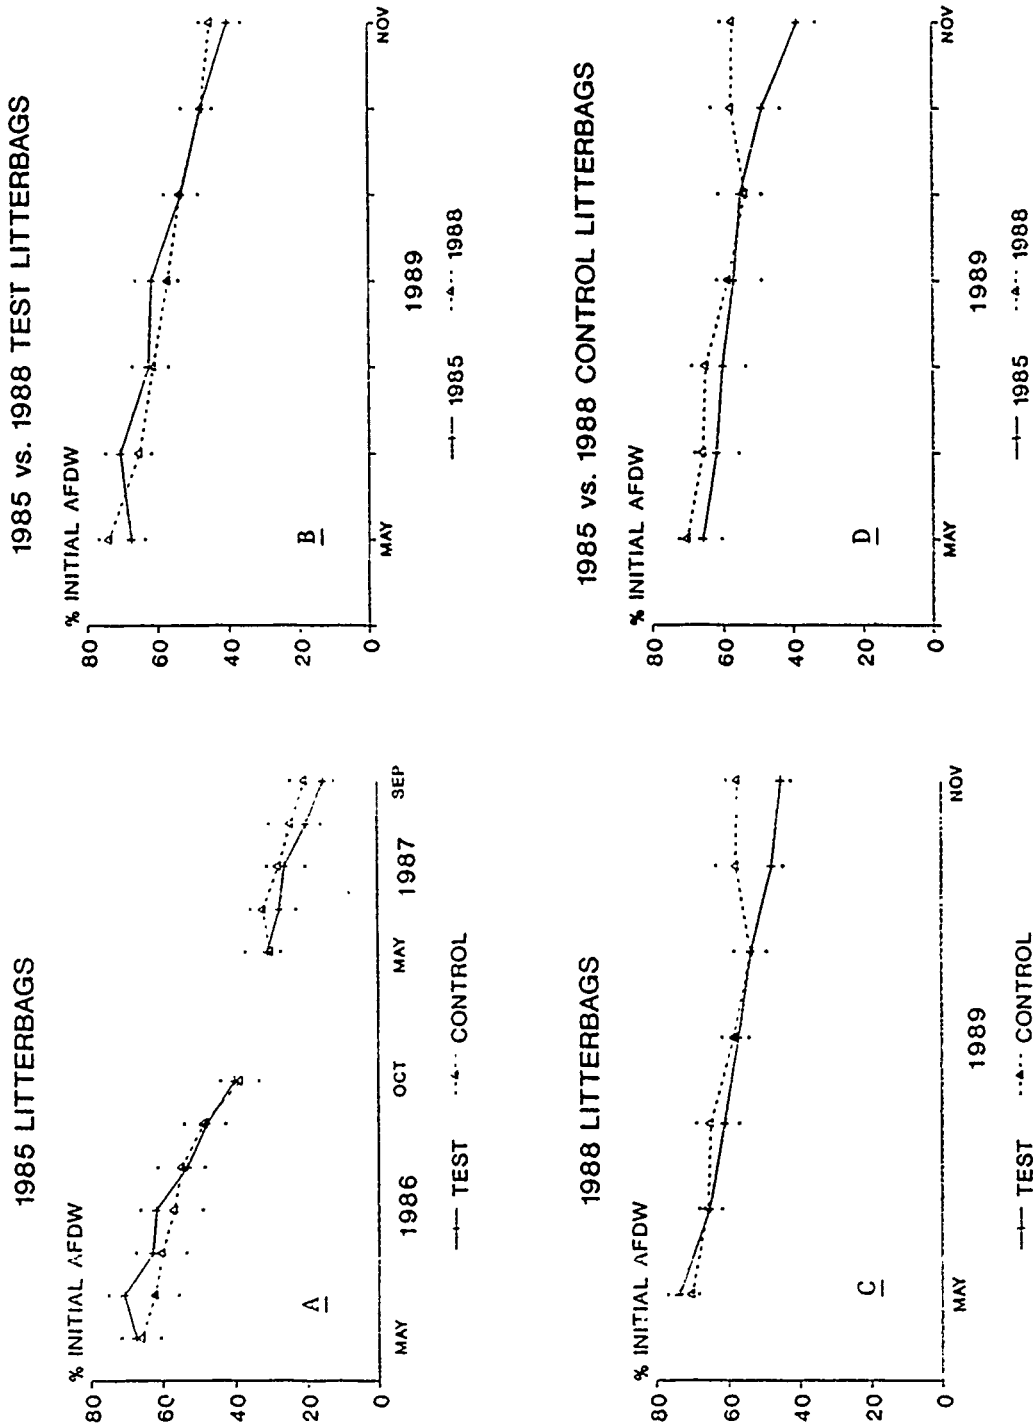 1985 LITTERBAGS
% INITIAL AFDW
80
60
40
20
0
A
MAY
1986
OCT
MAY
1987
SEP
TEST
CONTROL
1985 vs. 1988 TEST LITTERBAGS
% INITIAL AFDW
80
60
40
20
0
B
MAY
1989
NOV
1985
1988
1988 LITTERBAGS
% INITIAL AFDW
80
60
40
20
0
C
MAY
1989
NOV
TEST
CONTROL
1985 vs. 1988 CONTROL LITTERBAGS
% INITIAL AFDW
80
60
40
20
0
D
MAY
1989
NOV
1985
1988